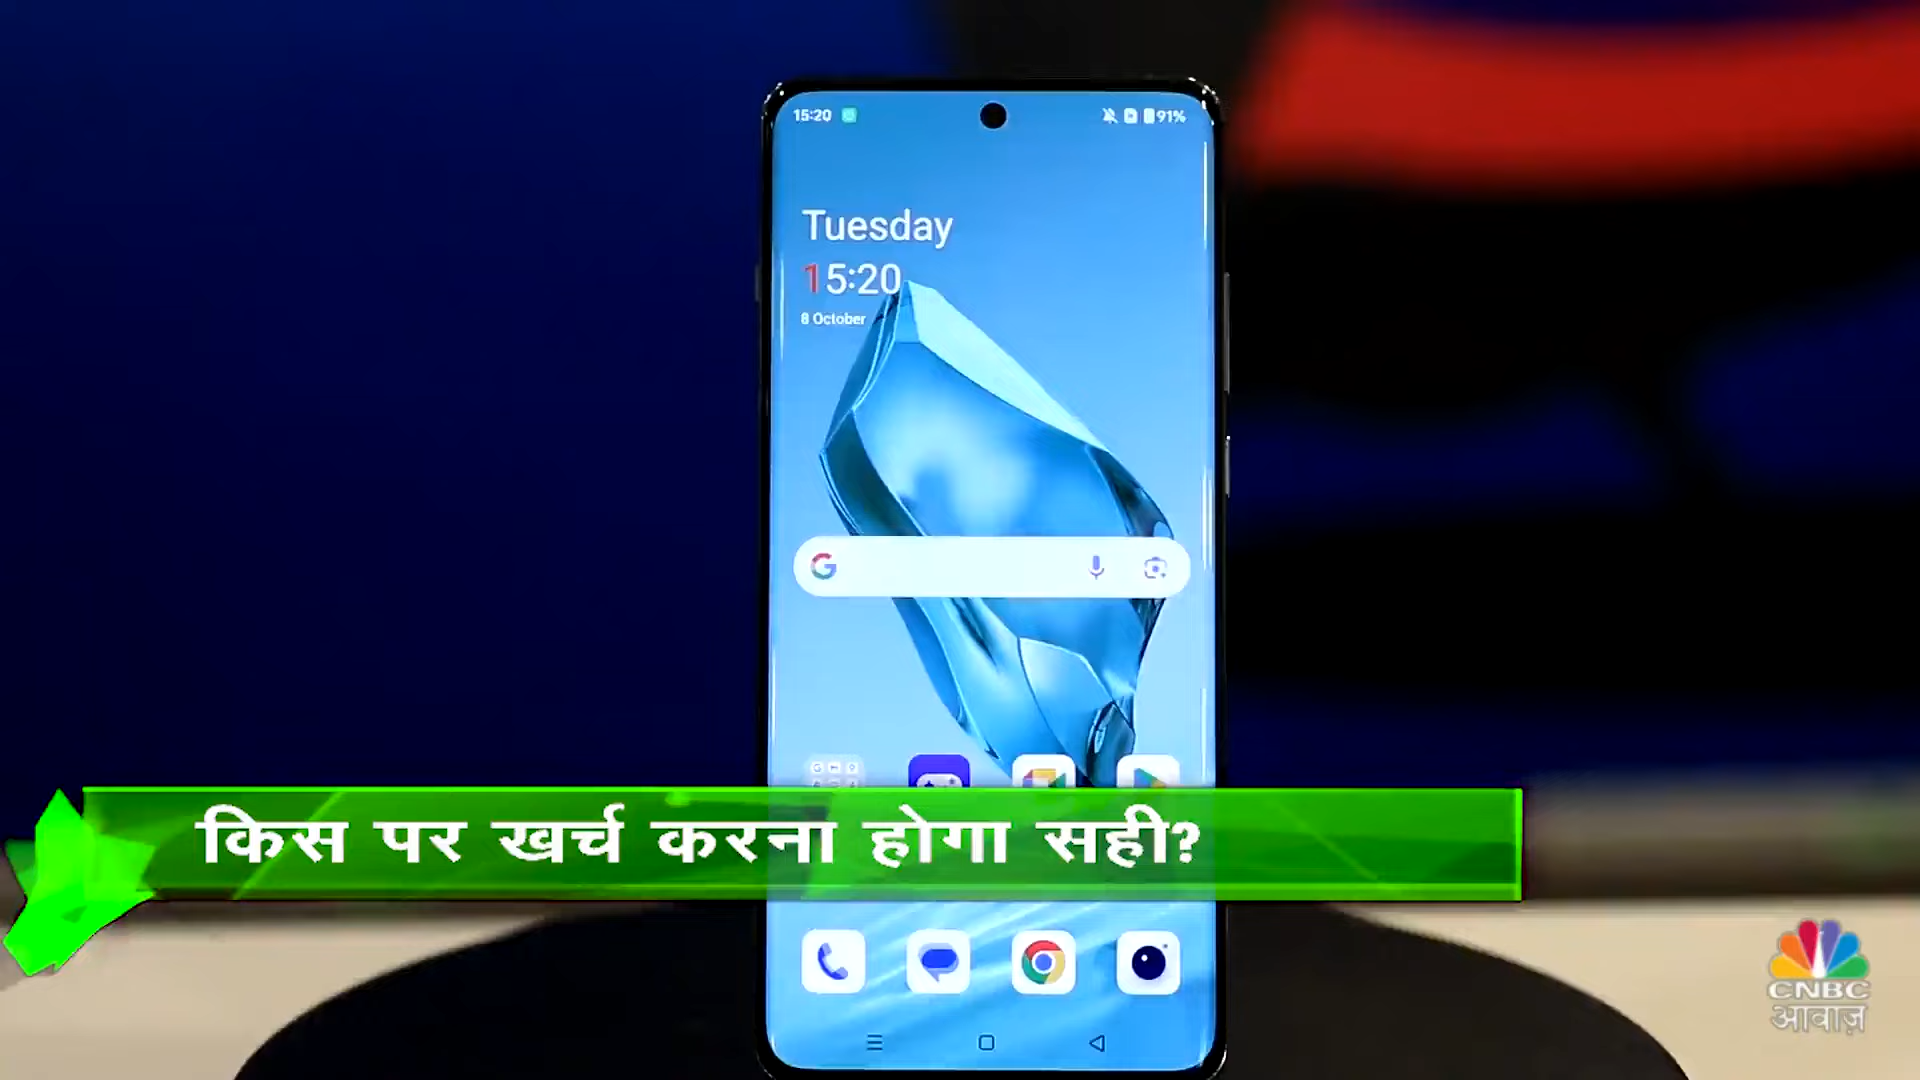 15:20
91%
Tuesday
15:20
8 October
G
किस पर खर्च करना होगा सही?
CNBC
आवाज़